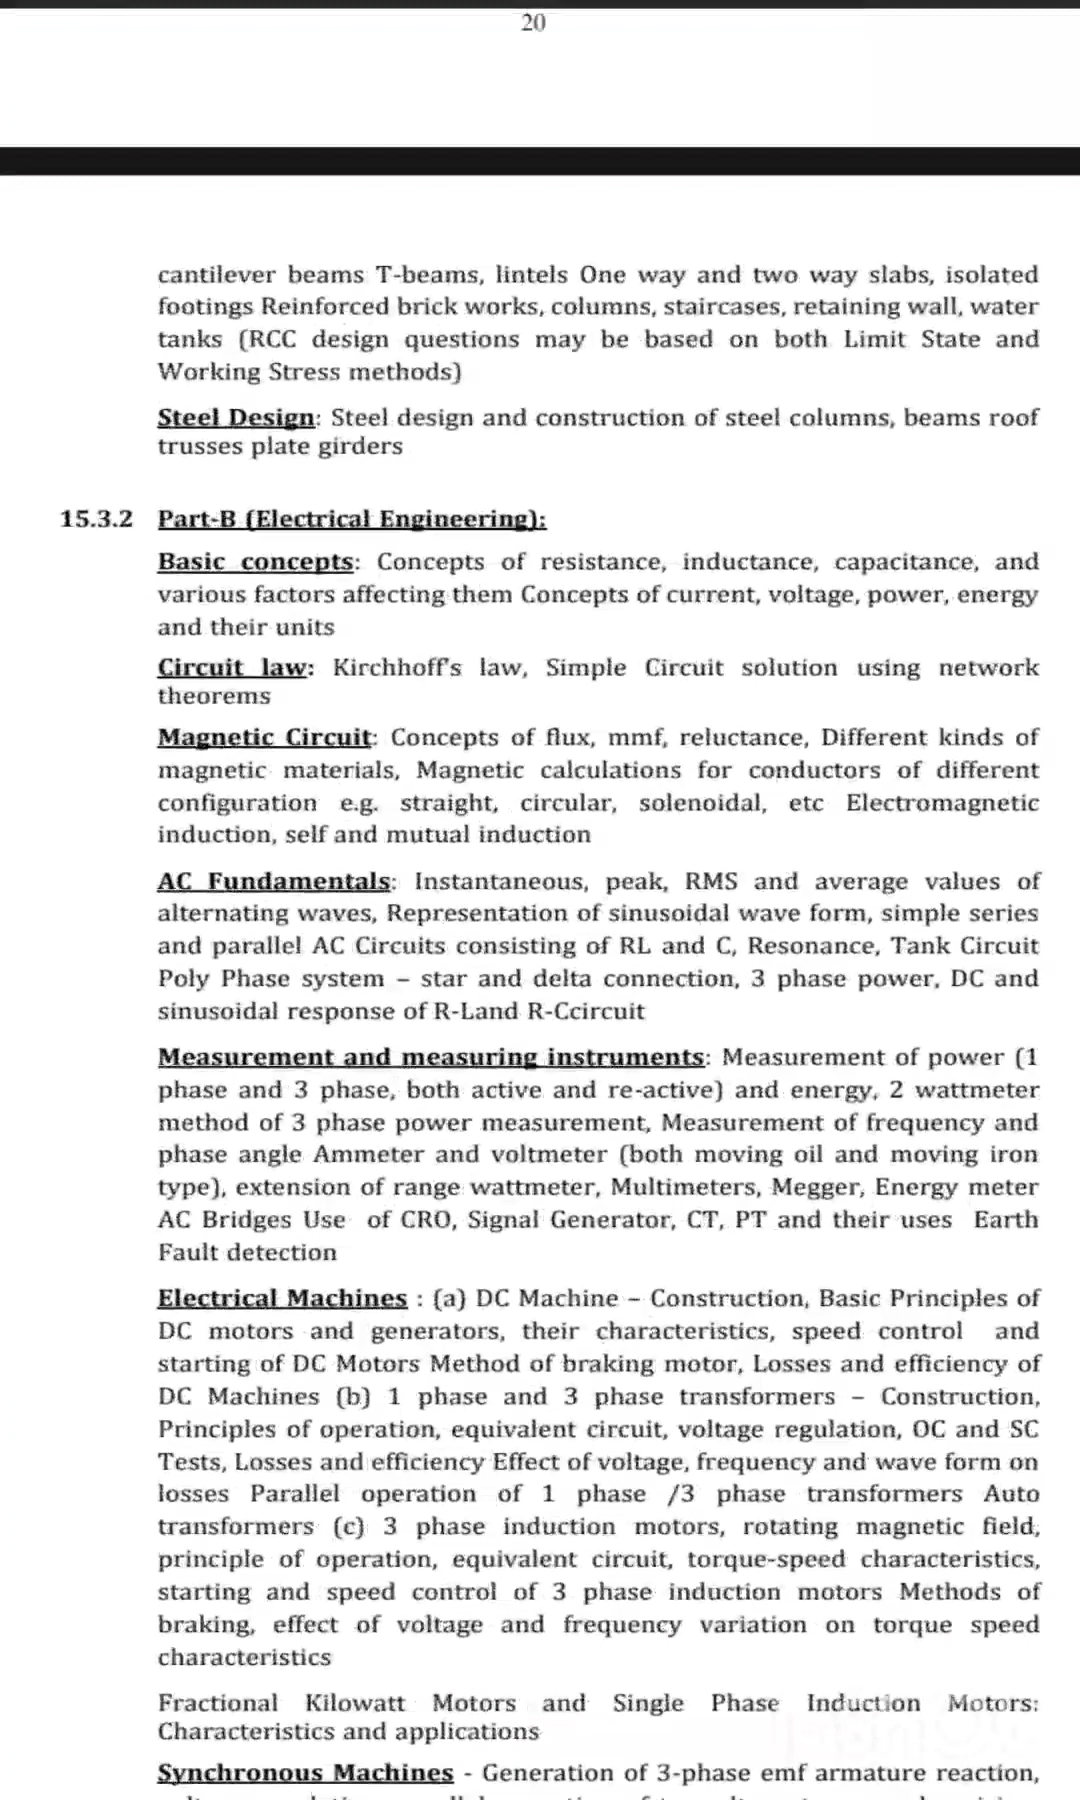 20
cantilever beams T-beams, lintels One way and two way slabs, isolated
footings Reinforced brick works, columns, staircases, retaining wall, water
tanks (RCC design questions may be based on both Limit State and
Working Stress methods)
Steel Design: Steel design and construction of steel columns, beams roof
trusses plate girders
15.3.2 Part-B (Electrical Engineering):
Basic concepts: Concepts of resistance, inductance, capacitance, and
various factors affecting them Concepts of current, voltage, power, energy
and their units
Circuit law: Kirchhoff's law, Simple Circuit solution using network
theorems
Magnetic Circuit: Concepts of flux, mmf, reluctance, Different kinds of
magnetic materials, Magnetic calculations for conductors of different
configuration e.g. straight, circular, solenoidal, etc Electromagnetic
induction, self and mutual induction
AC Fundamentals: Instantaneous, peak, RMS and average values of
alternating waves, Representation of sinusoidal wave form, simple series
and parallel AC Circuits consisting of RL and C, Resonance, Tank Circuit
Poly Phase system – star and delta connection, 3 phase power, DC and
sinusoidal response of R-Land R-Ccircuit
Measurement and measuring instruments: Measurement of power (1
phase and 3 phase, both active and re-active) and energy, 2 wattmeter
method of 3 phase power measurement, Measurement of frequency and
phase angle Ammeter and voltmeter (both moving oil and moving iron
type), extension of range wattmeter, Multimeters, Megger, Energy meter
AC Bridges Use of CRO, Signal Generator, CT, PT and their uses Earth
Fault detection
Electrical Machines : (a) DC Machine – Construction, Basic Principles of
DC motors and generators, their characteristics, speed control and
starting of DC Motors Method of braking motor, Losses and efficiency of
DC Machines (b) 1 phase and 3 phase transformers – Construction,
Principles of operation, equivalent circuit, voltage regulation, OC and SC
Tests, Losses and efficiency Effect of voltage, frequency and wave form on
losses Parallel operation of 1 phase /3 phase transformers Auto
transformers (c) 3 phase induction motors, rotating magnetic field,
principle of operation, equivalent circuit, torque-speed characteristics,
starting and speed control of 3 phase induction motors Methods of
braking, effect of voltage and frequency variation on torque speed
characteristics
Fractional Kilowatt Motors and Single Phase Induction Motors:
Characteristics and applications
Synchronous Machines - Generation of 3-phase emf armature reaction,